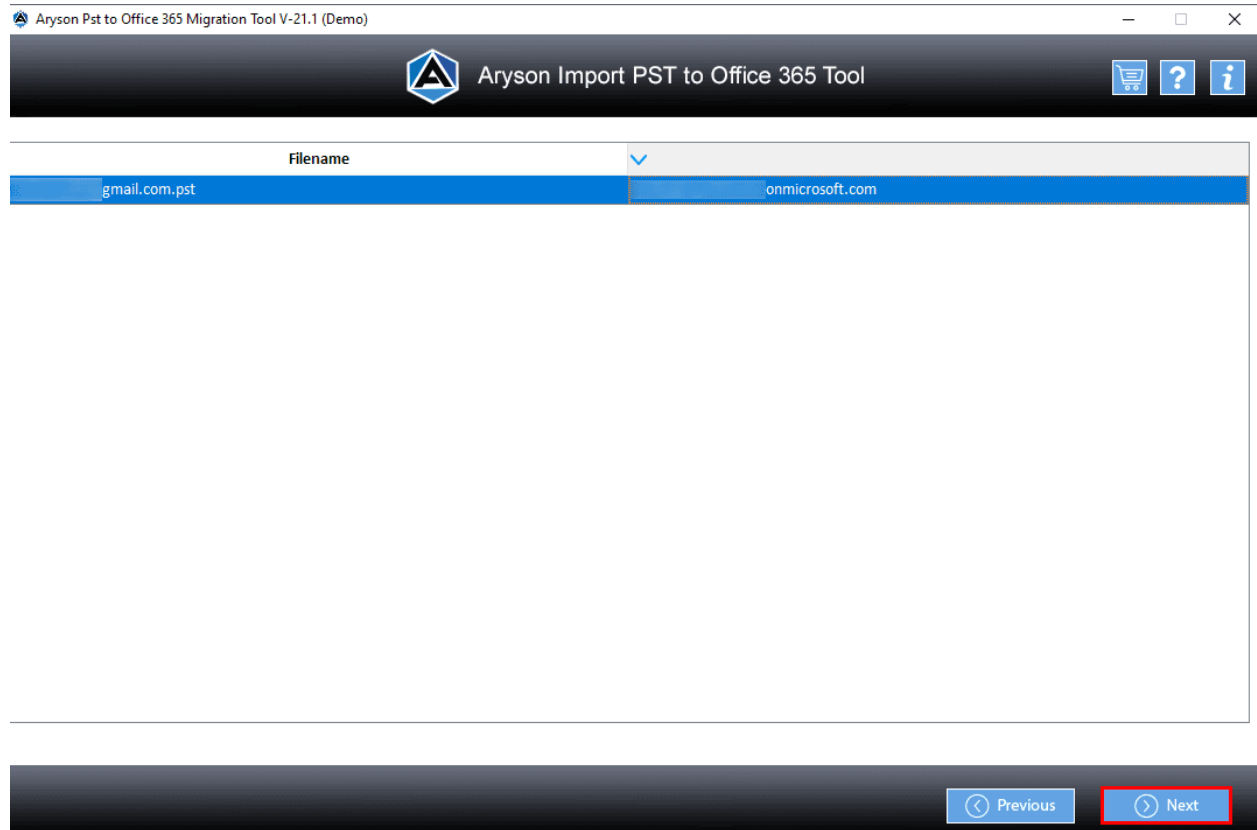 Aryson Pst to Office 365 Migration Tool V-21.1 (Demo)
Aryson Import PST to Office 365 Tool
Filename
gmail.com.pst
onmicrosoft.com
Previous
Next